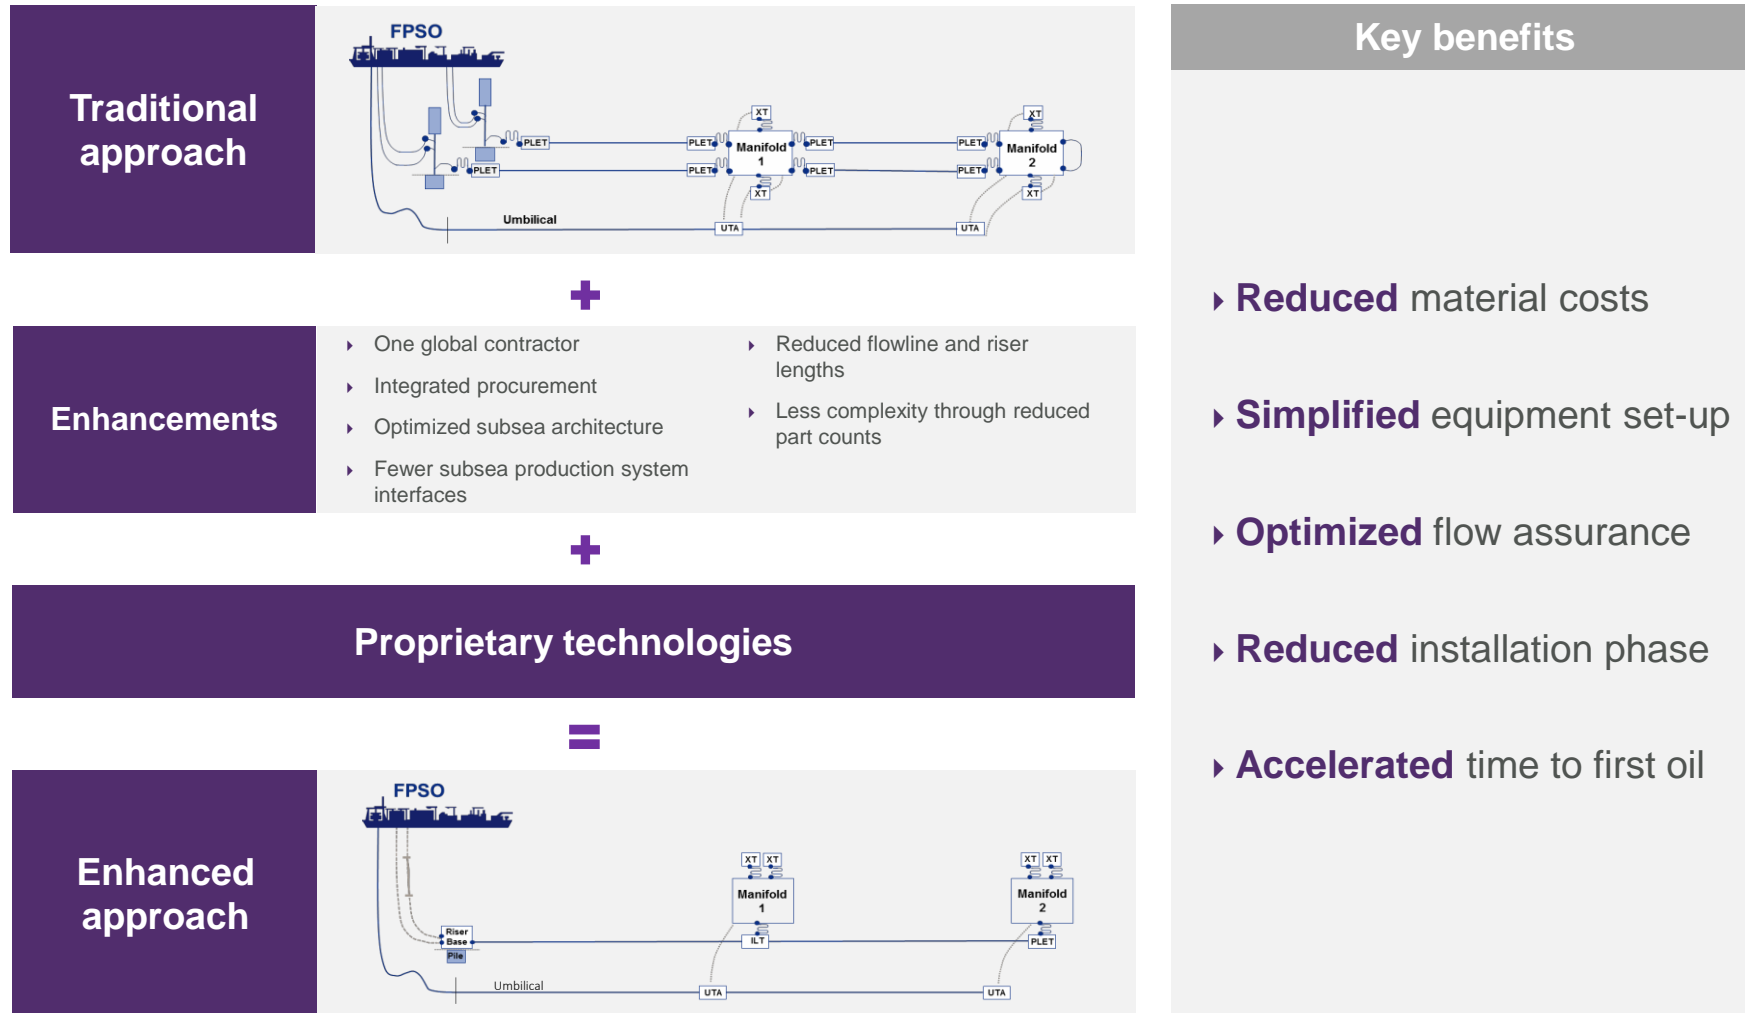 Traditional
approach
FPSO
XT
XT
PLET
PLET
PLET
PLET
Manifold
1
Manifold
2
PLET
PLET
PLET
PLET
XT
XT
Umbilical
UTA
UTA
Enhancements
One global contractor
Integrated procurement
Optimized subsea architecture
Fewer subsea production system
interfaces
Reduced flowline and riser
lengths
Less complexity through reduced
part counts
Proprietary technologies
Enhanced
approach
FPSO
XT XT
XT XT
Manifold
1
Manifold
2
Riser
Base
Pile
ILT
PLET
Umbilical
UTA
UTA
Key benefits
Reduced material costs
Simplified equipment set-up
Optimized flow assurance
Reduced installation phase
Accelerated time to first oil